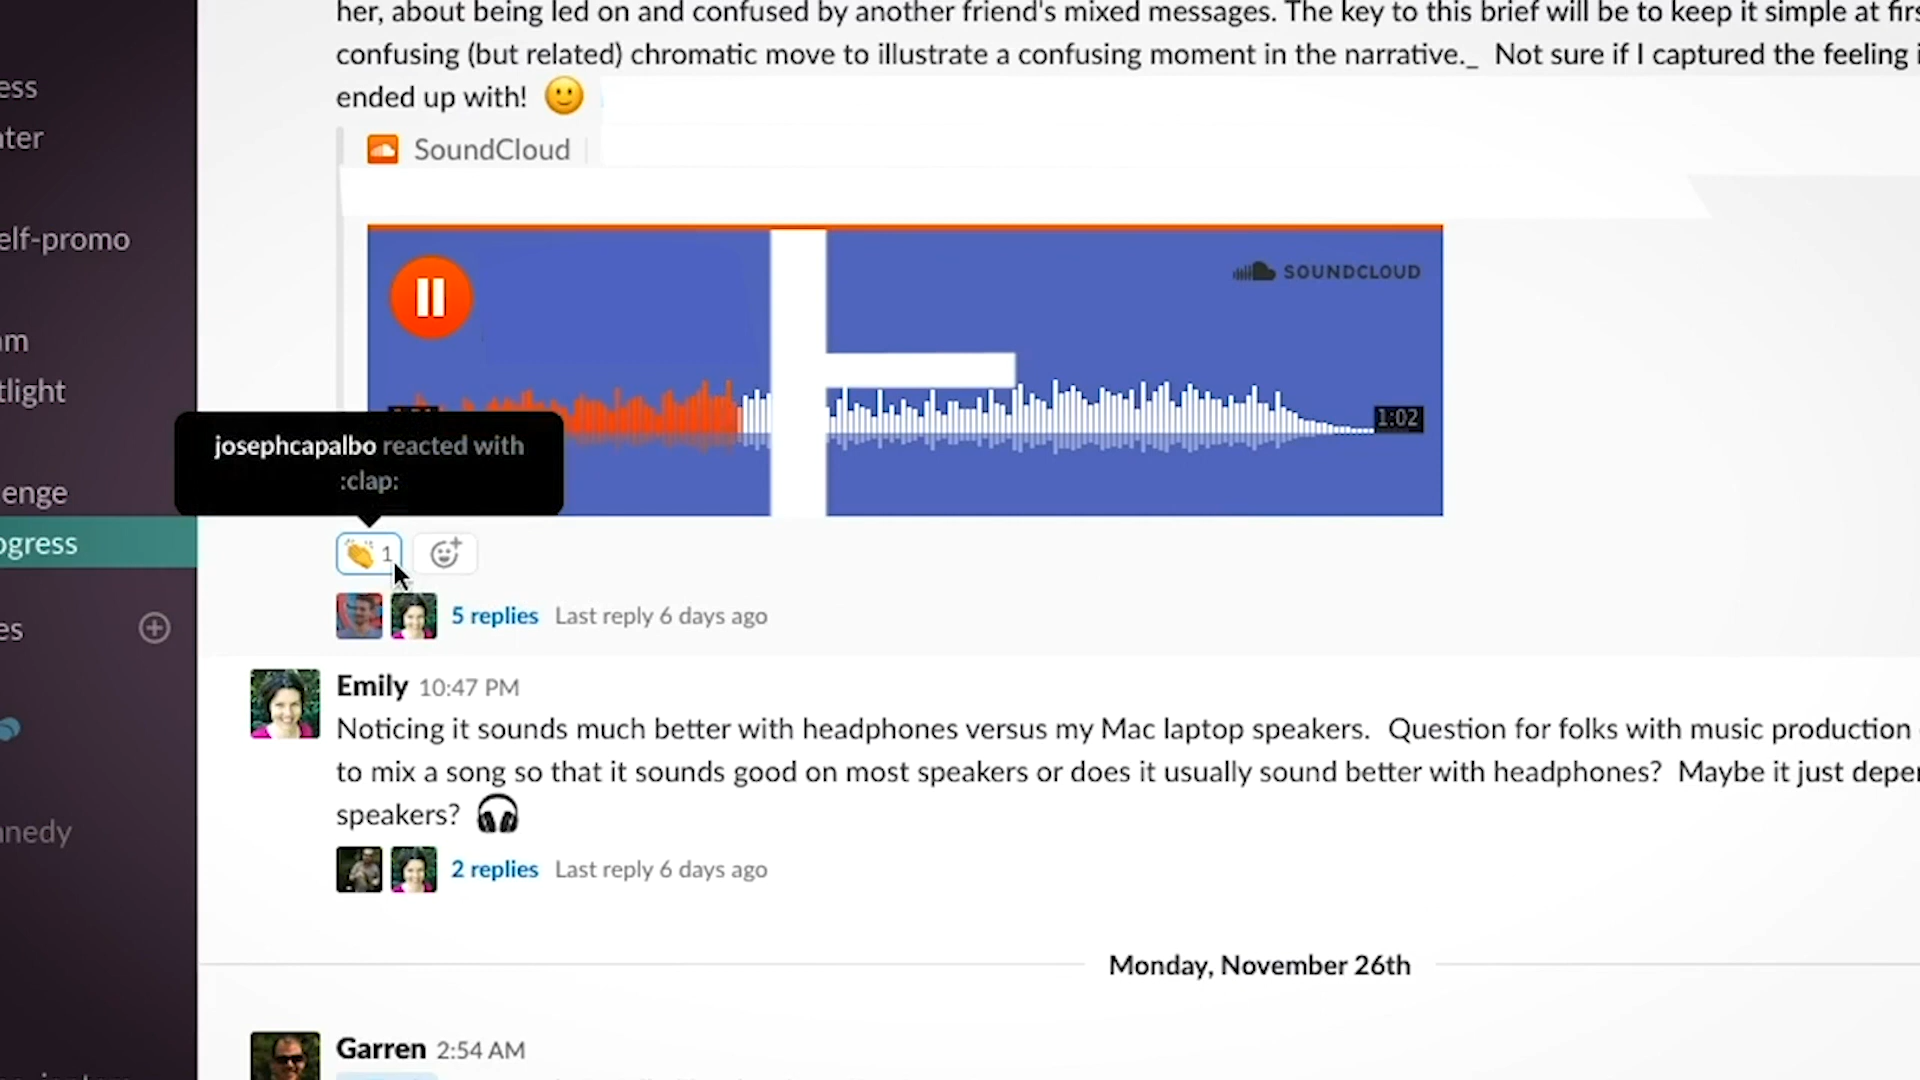 her, about being led on and confused by another friend's mixed messages. The key to this brief will be to keep it simple at
confusing (but related) chromatic move to illustrate a confusing moment in the narrative._ Not sure if I captured the feeling
ended up with!
ess
SoundCloud
ter
elf-promo
SOUNDCLOUD
am
tlight
1:02
josephcapalbo reacted with
:clap:
enge
ogress
1
5 replies Last reply 6 days ago
es
Emily 10:47 PM
Noticing it sounds much better with headphones versus my Mac laptop speakers. Question for folks with music production
to mix a song so that it sounds good on most speakers or does it usually sound better with headphones? Maybe it just deper
speakers?
nnedy
2 replies Last reply 6 days ago
Monday, November 26th
Garren 2:54 AM